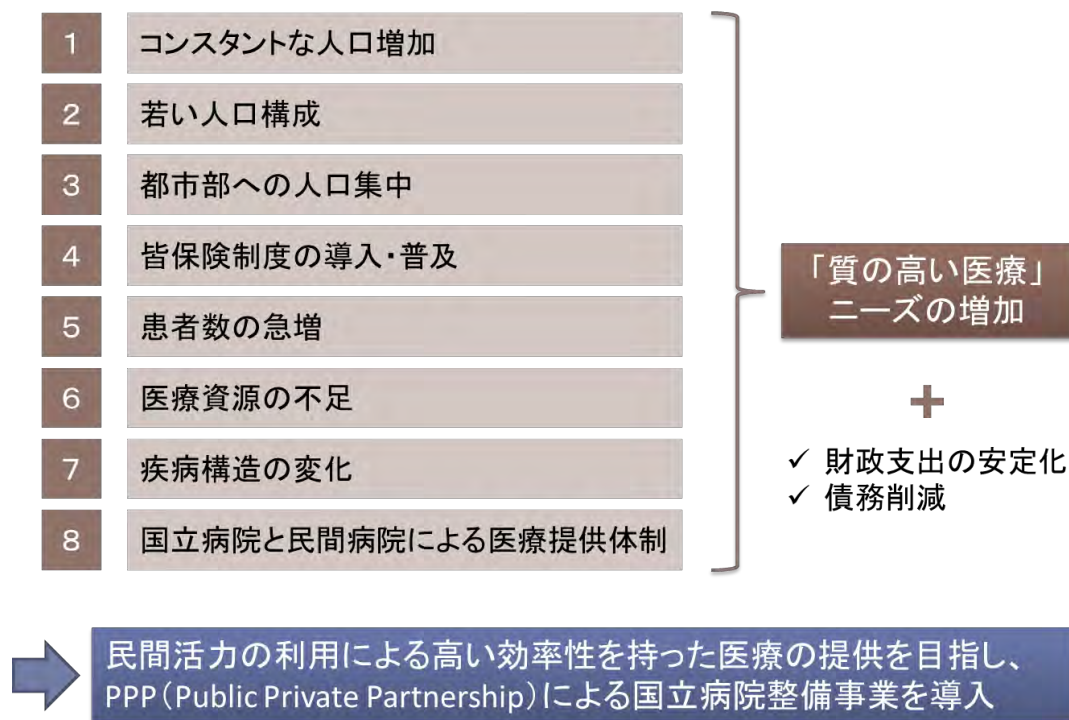 1 コンスタントな人口増加
2 若い人口構成
3 都市部への人口集中
4 皆保険制度の導入・普及
5 患者数の急増
6 医療資源の不足
7 疾病構造の変化
8 国立病院と民間病院による医療提供体制
「質の高い医療」
ニーズの増加
+
✓ 財政支出の安定化
✓ 債務削減
民間活力の利用による高い効率性を持った医療の提供を目指し、
PPP(Public Private Partnership)による国立病院整備事業を導入